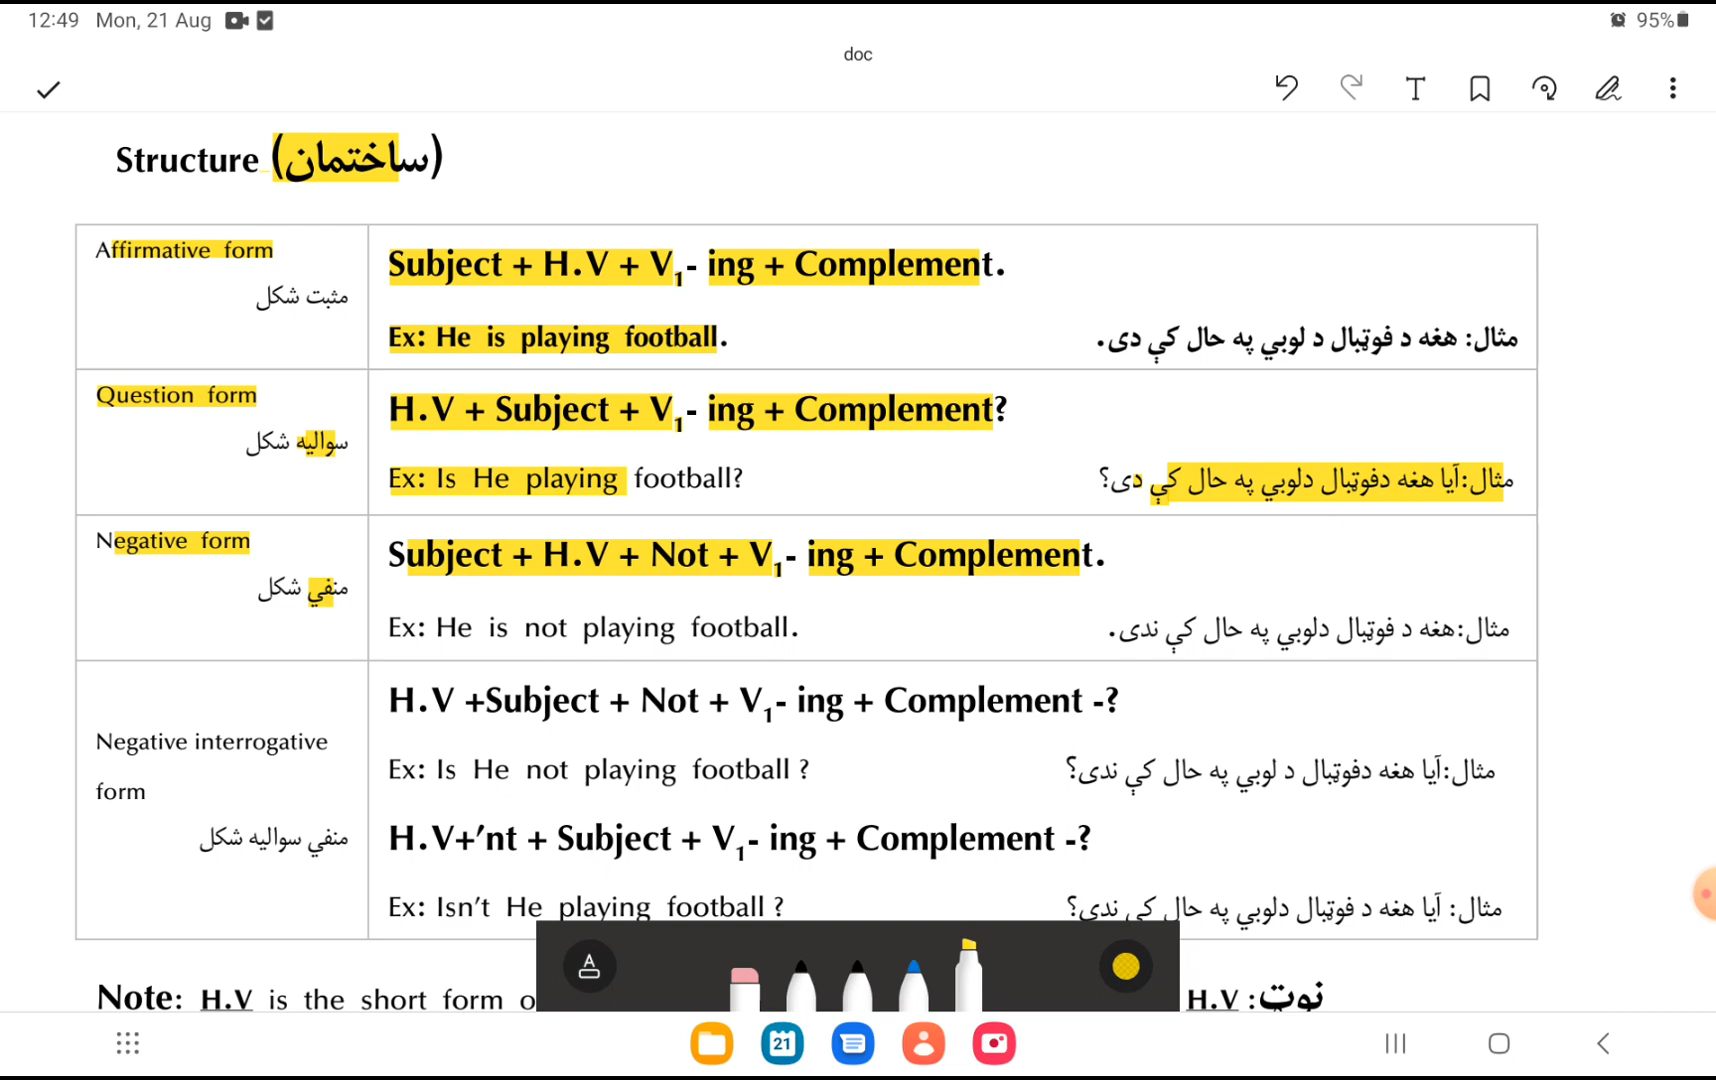 12:49 Mon, 21 Aug
95%
doc
Structure (ساختمان)
Affirmative form
مثبت شکل
Subject + H.V + V1- ing + Complement.
Ex: He is playing football.
مثال: هغه د فوټبال د لوبي په حال کې دی.
Question form
سوالیه شکل
H.V + Subject + V1- ing + Complement?
Ex: Is He playing football?
مثال:آیا هغه دفوټبال دلوبي په حال کې دی؟
Negative form
منفي شکل
Subject + H.V + Not + V1- ing + Complement.
Ex: He is not playing football.
مثال:هغه د فوټبال دلوبي په حال کې ندی.
Negative interrogative
form
منفي سوالیه شکل
H.V +Subject + Not + V1- ing + Complement -?
Ex: Is He not playing football ?
مثال:آیا هغه دفوټبال د لوبي په حال کې ندی؟
H.V+’nt + Subject + V1- ing + Complement -?
Ex: Isn’t He playing football ?
مثال: آیا هغه د فوټبال دلوبي په حال کې ندی؟
A
Note: H.V is the short form o
نوټ: H.V
21